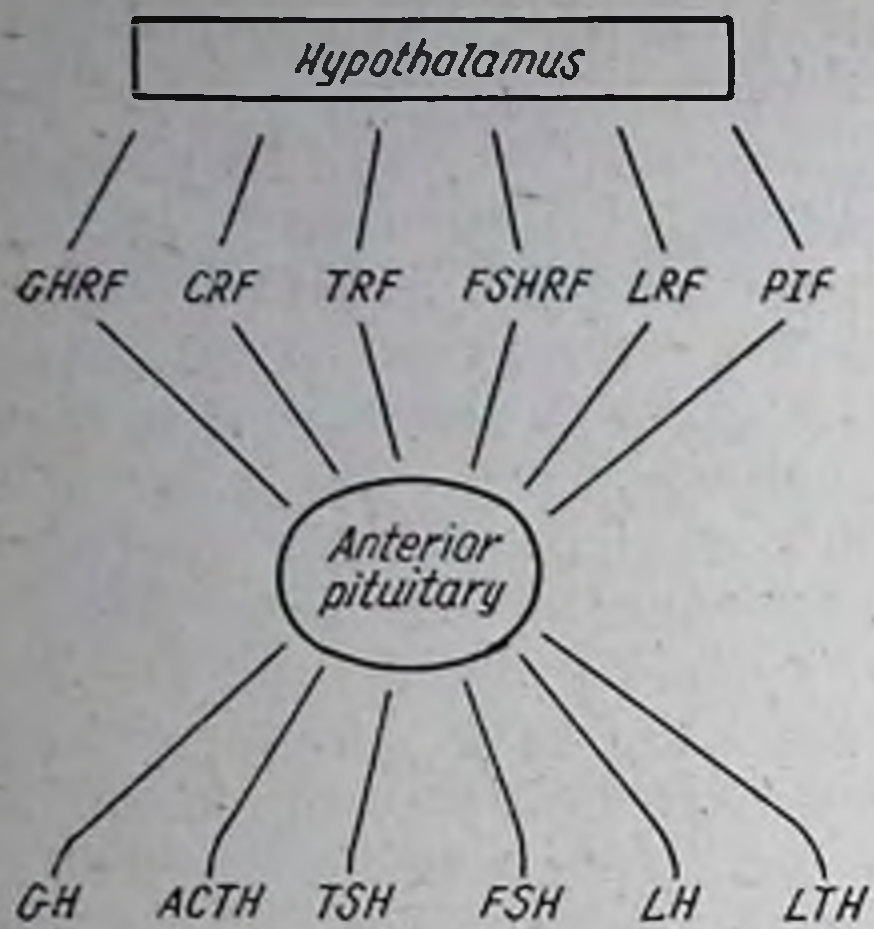 Hypothalamus
GHRF CRF TRF FSHRF LRF PIF
Anterior
pituitary
GH ACTH TSH FSH LH LTH